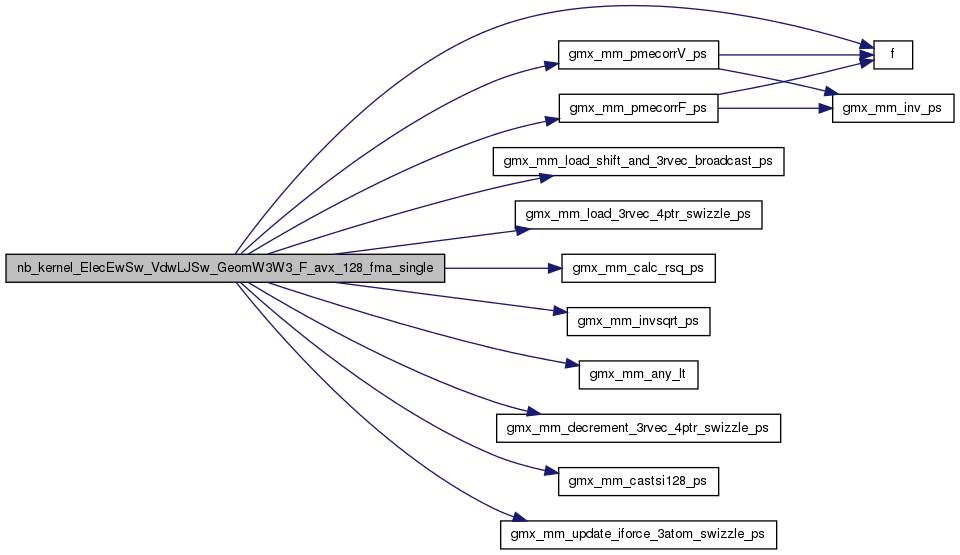 f
gmx_mm_pmecorrV_ps
gmx_mm_pmecorrF_ps
gmx_mm_inv_ps
gmx_mm_load_shift_and_3rvec_broadcast_ps
gmx_mm_load_3rvec_4ptr_swizzle_ps
nb_kernel_ElecEwSw_VdwLJSw_GeomW3W3_F_avx_128_fma_single
gmx_mm_calc_rsq_ps
gmx_mm_invsqrt_ps
gmx_mm_any_lt
gmx_mm_decrement_3rvec_4ptr_swizzle_ps
gmx_mm_castsi128_ps
gmx_mm_update_iforce_3atom_swizzle_ps